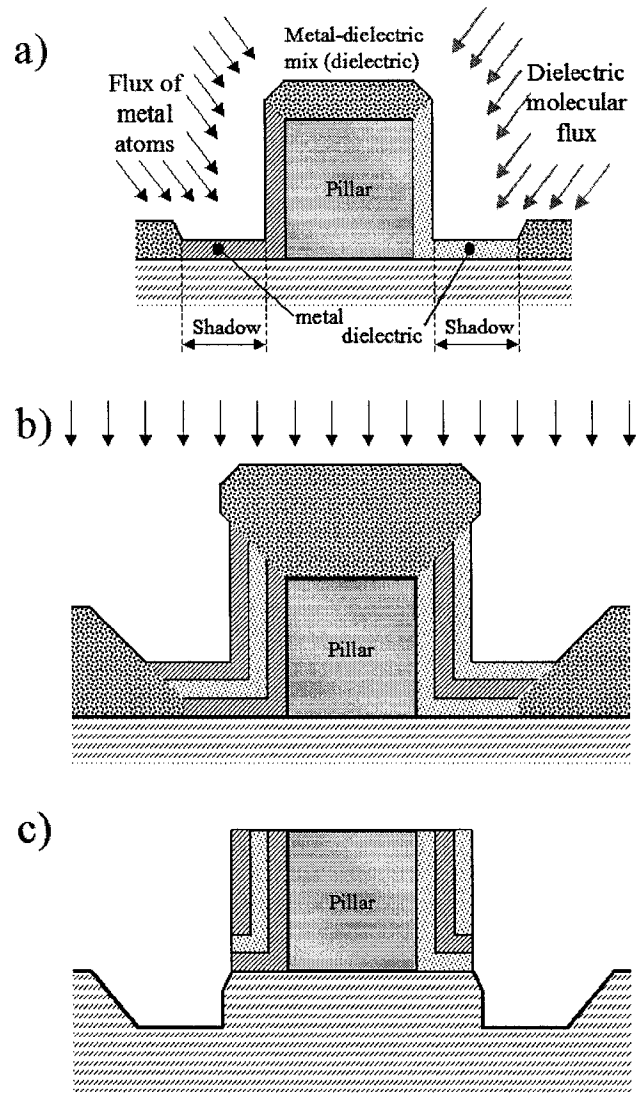 a)
Metal-dielectric
mix (dielectric)
Flux of
metal
atoms
Dielectric
molecular
flux
Pillar
metal
dielectric
Shadow
Shadow
b)
Pillar
c)
Pillar